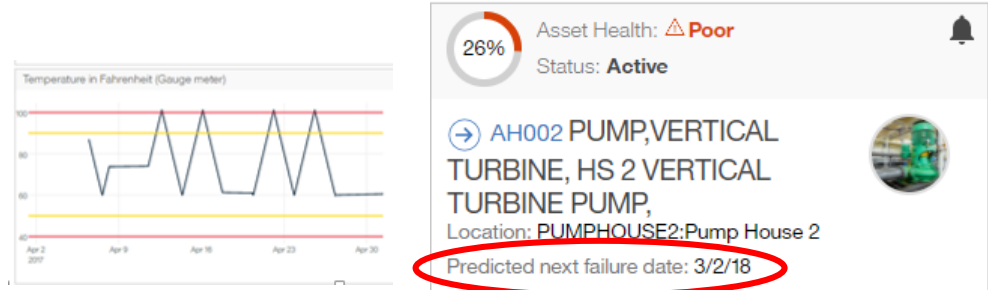 Temperature in Fahrenheit (Gauge meter)
100
80
60
40
Apr 2
2017
Apr 9
Apr 16
Apr 23
Apr 30
26%
Asset Health: Poor
Status: Active
AH002 PUMP,VERTICAL
TURBINE, HS 2 VERTICAL
TURBINE PUMP,
Location: PUMPHOUSE2:Pump House 2
Predicted next failure date: 3/2/18